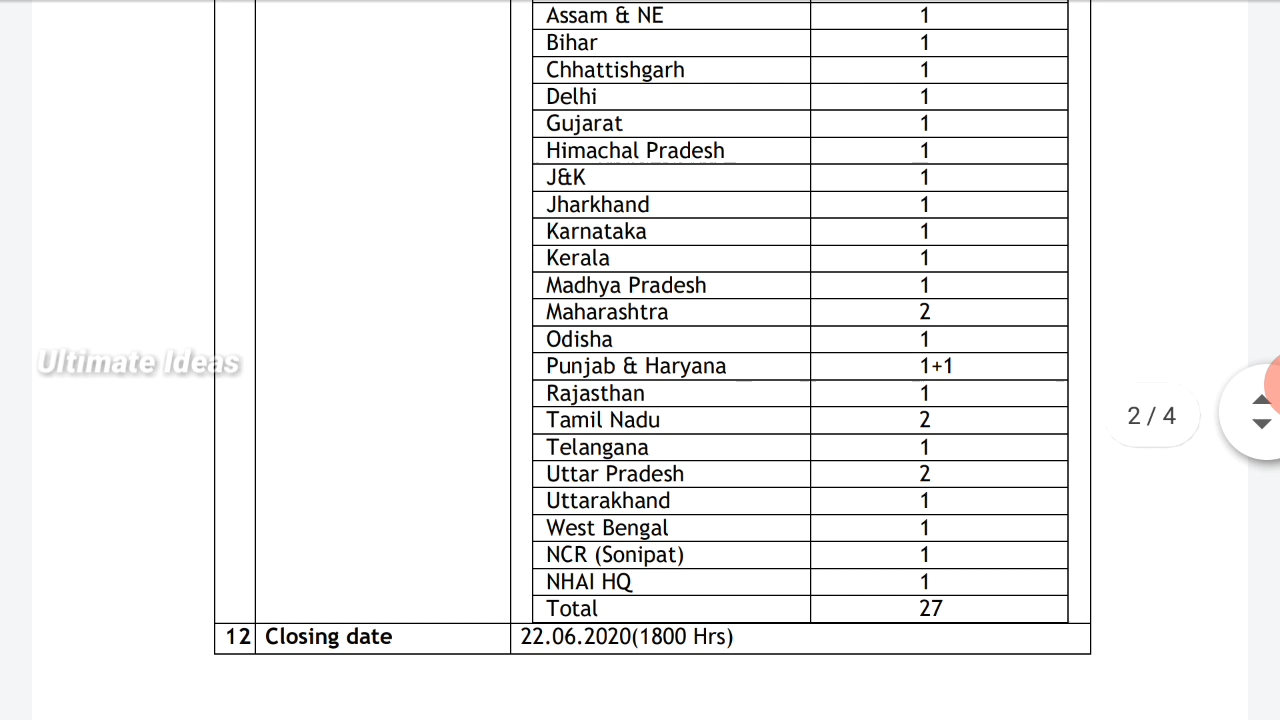 Assam & NE 1
Bihar 1
Chhattishgarh 1
Delhi 1
Gujarat 1
Himachal Pradesh 1
J&K 1
Jharkhand 1
Karnataka 1
Kerala 1
Madhya Pradesh 1
Maharashtra 2
Odisha 1
Punjab & Haryana 1+1
Rajasthan 1
Tamil Nadu 2
Telangana 1
Uttar Pradesh 2
Uttarakhand 1
West Bengal 1
NCR (Sonipat) 1
NHAI HQ 1
Total 27
12 Closing date 22.06.2020(1800 Hrs)
Ultimate Ideas
2 / 4